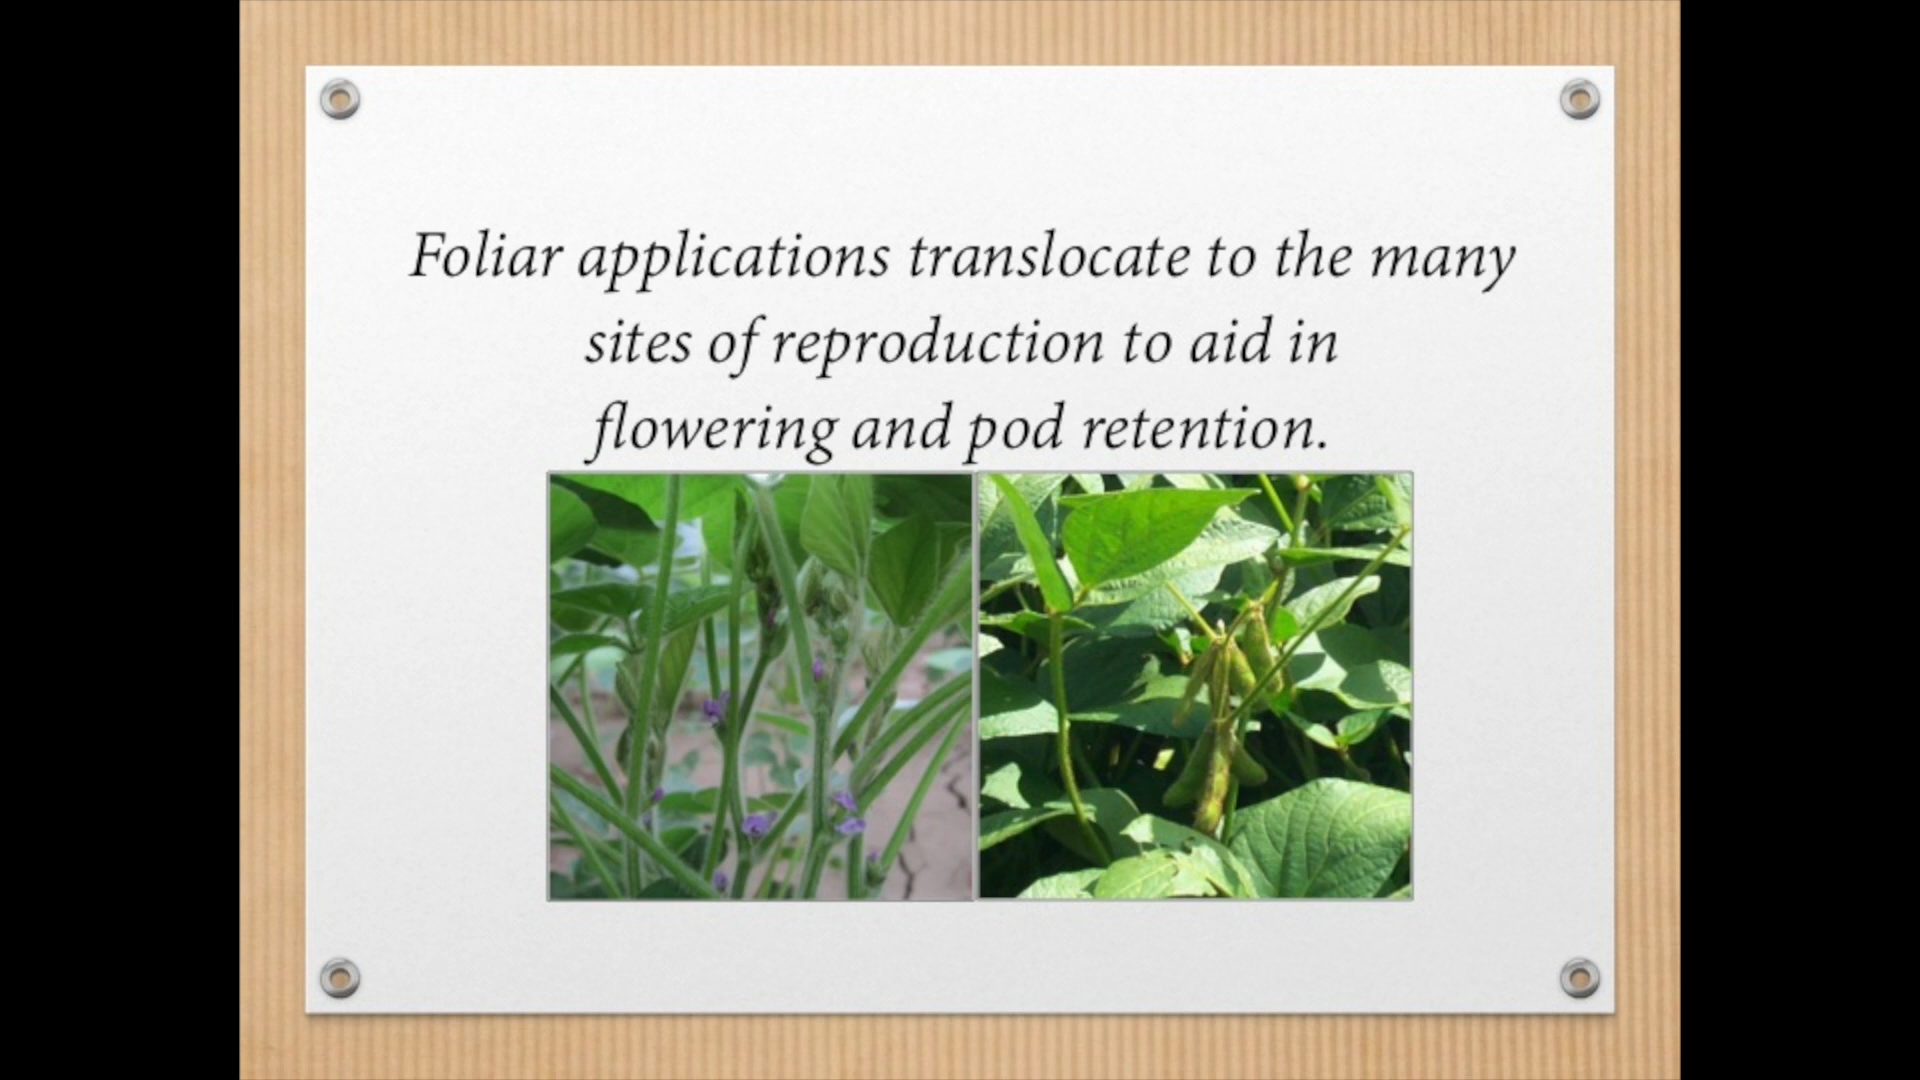 Foliar applications translocate to the many
sites of reproduction to aid in
flowering and pod retention.